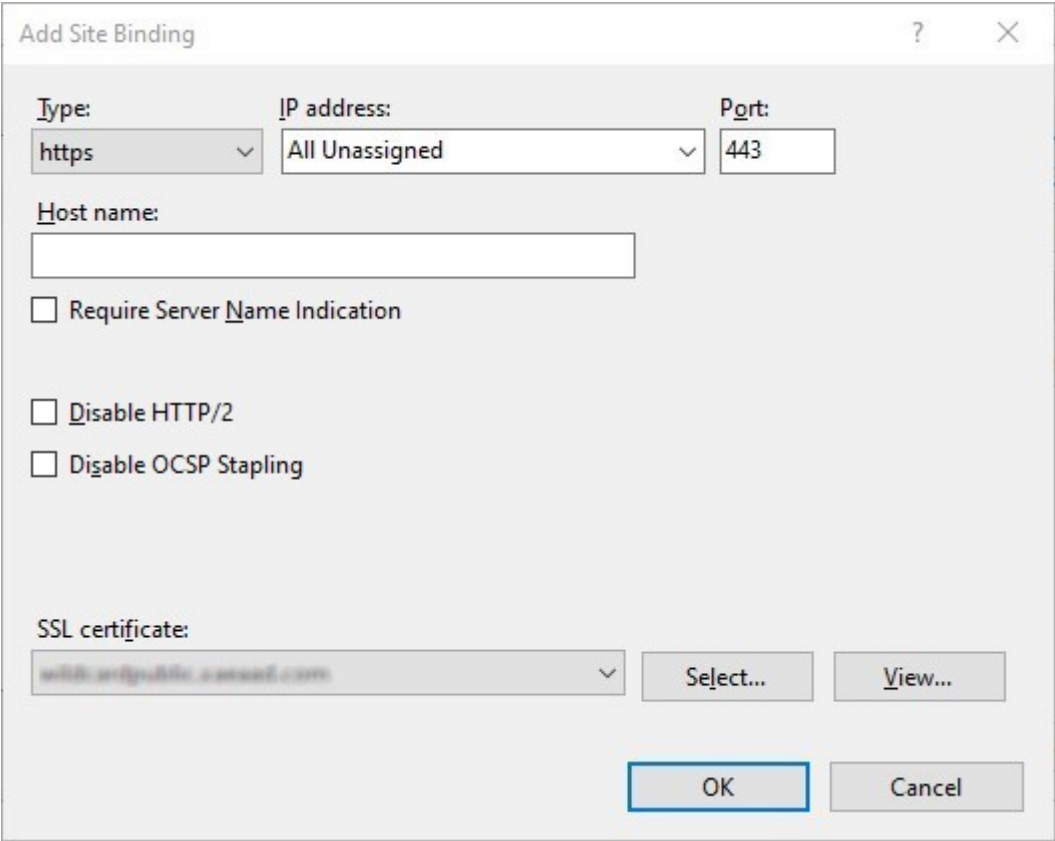 Add Site Binding ?
Type: IP address: Port:
https All Unassigned 443
Host name:
Require Server Name Indication
Disable HTTP/2
Disable OCSP Stapling
SSL certificate:
Select... View...
OK Cancel